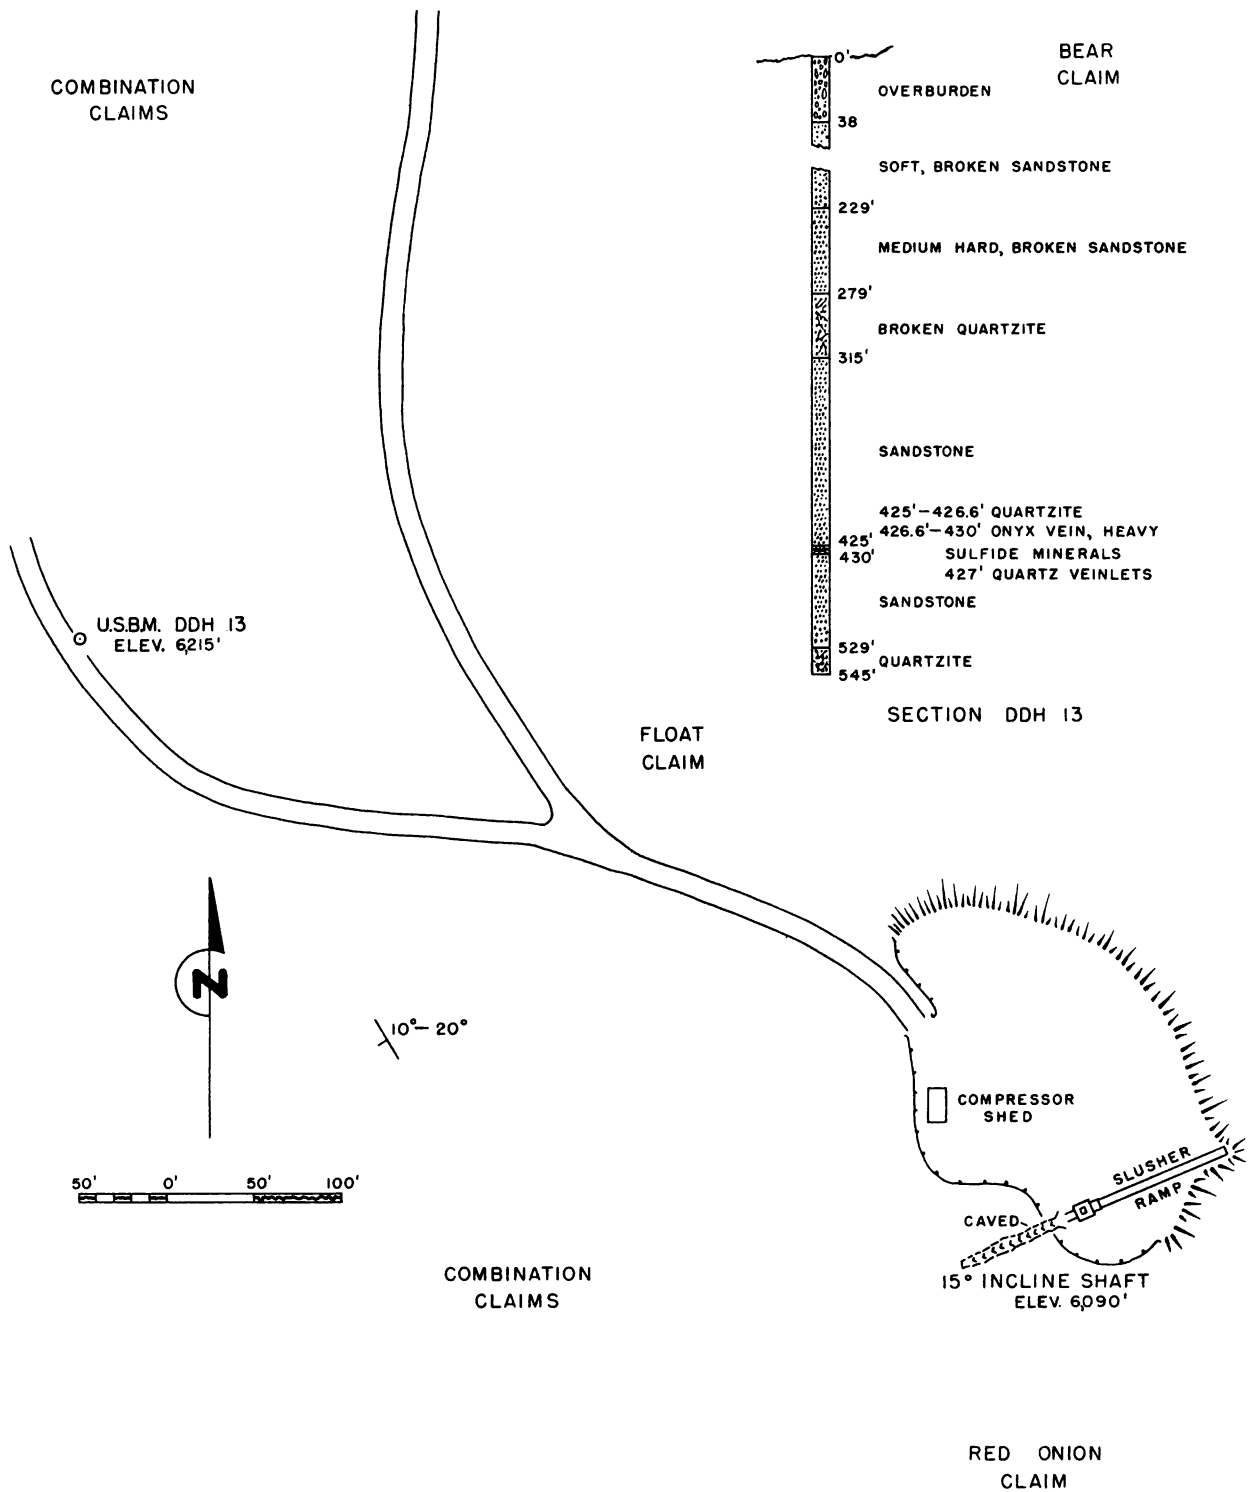 COMBINATION
CLAIMS
BEAR
CLAIM
0'
OVERBURDEN
38
SOFT, BROKEN SANDSTONE
229'
MEDIUM HARD, BROKEN SANDSTONE
279'
BROKEN QUARTZITE
315'
SANDSTONE
425'–426.6' QUARTZITE
426.6'–430' ONYX VEIN, HEAVY
SULFIDE MINERALS
427' QUARTZ VEINLETS
425'
430'
SANDSTONE
529'
QUARTZITE
545'
SECTION DDH 13
U.S.B.M. DDH 13
ELEV. 6,215'
FLOAT
CLAIM
N
10°–20°
COMPRESSOR
SHED
SLUSHER
RAMP
50' 0' 50' 100'
CAVED
15° INCLINE SHAFT
ELEV. 6,090'
COMBINATION
CLAIMS
RED ONION
CLAIM